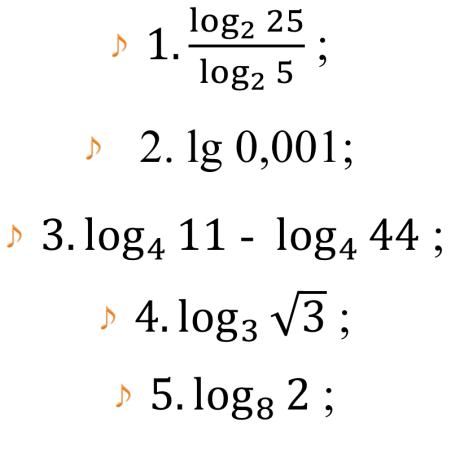 ♪ 1. \frac{log₂ 25}{log₂ 5} ;
♪ 2. lg 0,001;
♪ 3. log₄ 11 - log₄ 44 ;
♪ 4. log₃ √3 ;
♪ 5. log₈ 2 ;